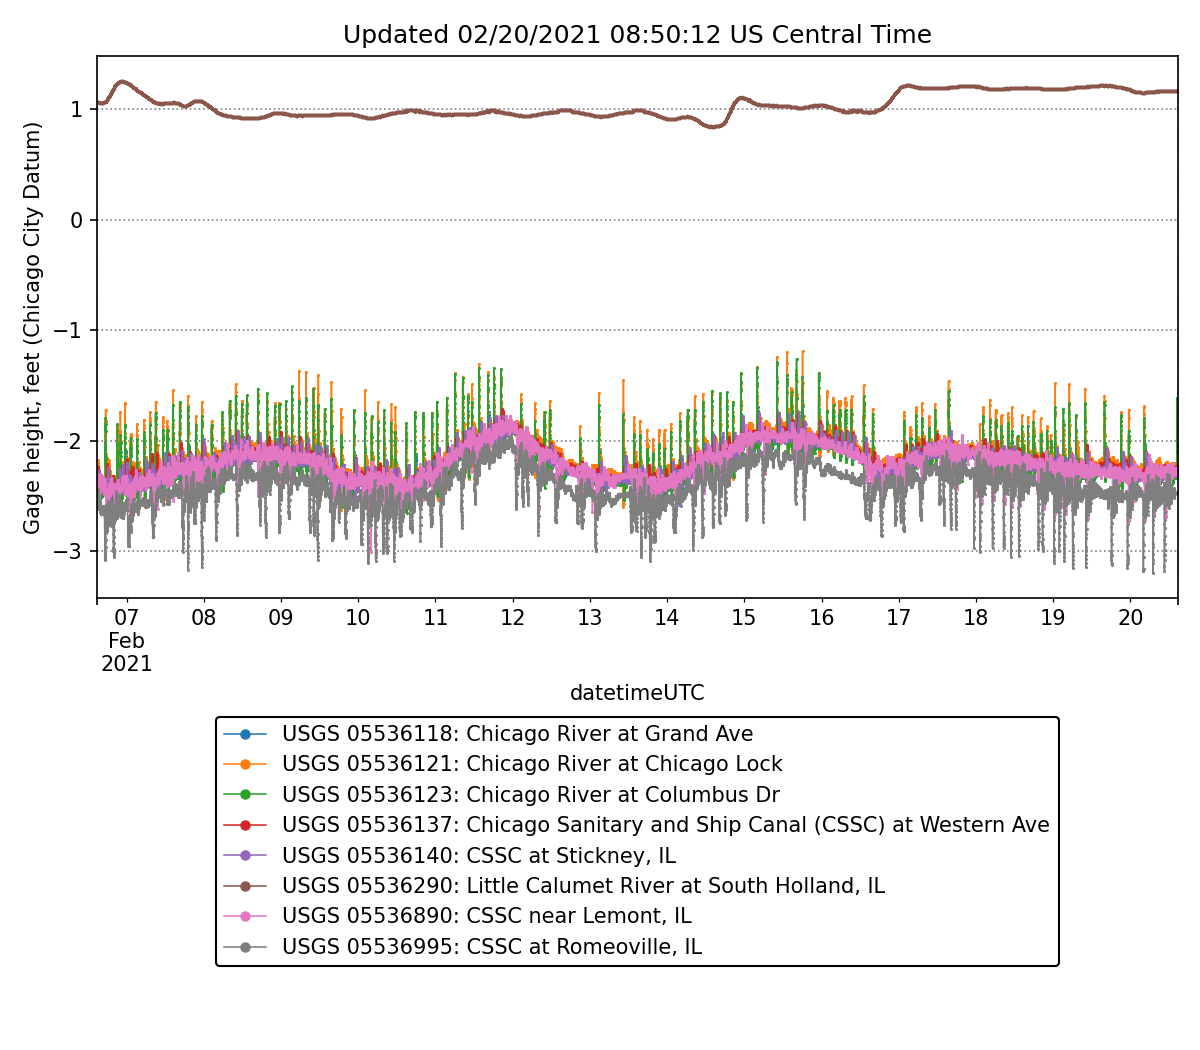 Updated 02/20/2021 08:50:12 US Central Time
Gage height, feet (Chicago City Datum)
1
0
−1
−2
−3
07 08 09 10 11 12 13 14 15 16 17 18 19 20
Feb
2021
datetimeUTC
USGS 05536118: Chicago River at Grand Ave
USGS 05536121: Chicago River at Chicago Lock
USGS 05536123: Chicago River at Columbus Dr
USGS 05536137: Chicago Sanitary and Ship Canal (CSSC) at Western Ave
USGS 05536140: CSSC at Stickney, IL
USGS 05536290: Little Calumet River at South Holland, IL
USGS 05536890: CSSC near Lemont, IL
USGS 05536995: CSSC at Romeoville, IL